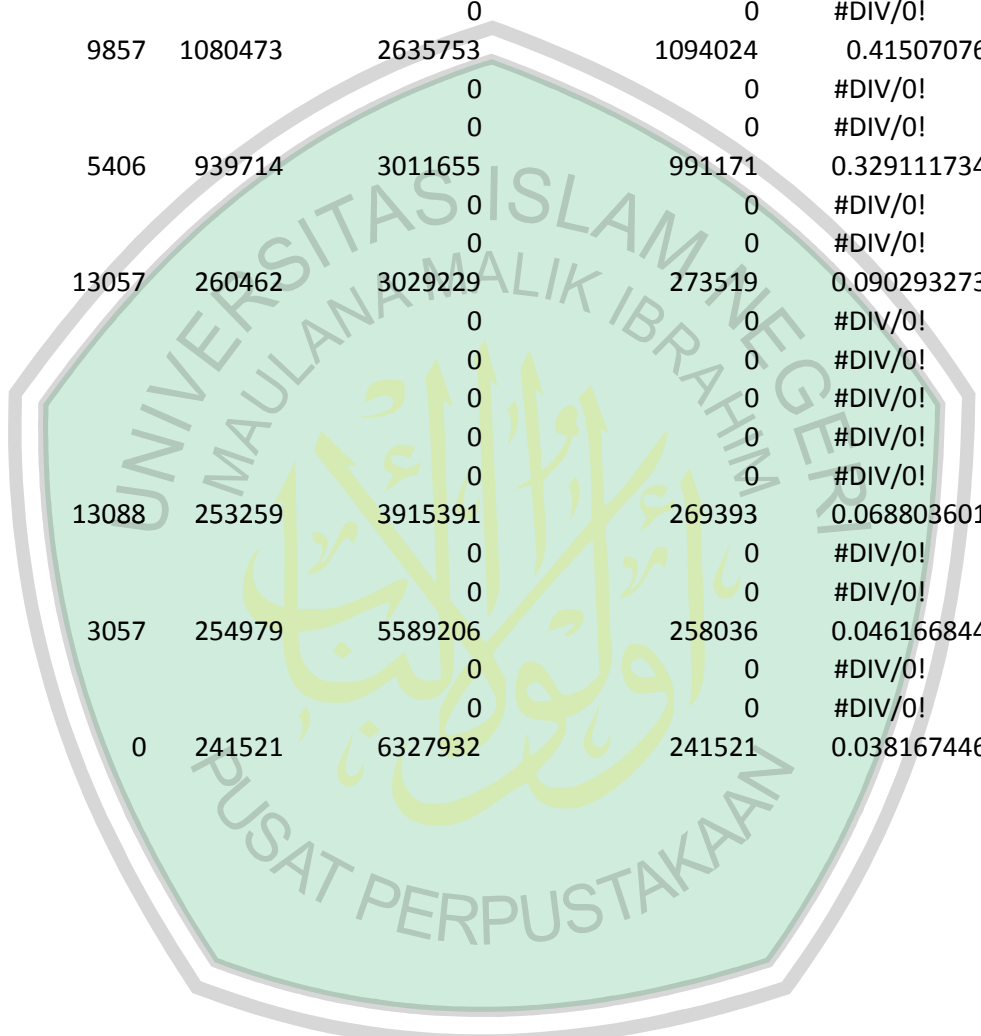 0 0 #DIV/0!
9857 1080473 2635753 1094024 0.41507076
0 0 #DIV/0!
0 0 #DIV/0!
5406 939714 3011655 991171 0.329111734
0 0 #DIV/0!
0 0 #DIV/0!
13057 260462 3029229 273519 0.090293273
0 0 #DIV/0!
0 0 #DIV/0!
0 0 #DIV/0!
0 0 #DIV/0!
0 0 #DIV/0!
13088 253259 3915391 269393 0.068803601
0 0 #DIV/0!
0 0 #DIV/0!
3057 254979 5589206 258036 0.046166844
0 0 #DIV/0!
0 0 #DIV/0!
0 241521 6327932 241521 0.038167446
UNIVERSITAS ISLAM NEGERI
MAULANA MALIK IBRAHIM
PUSAT PERPUSTAKAAN